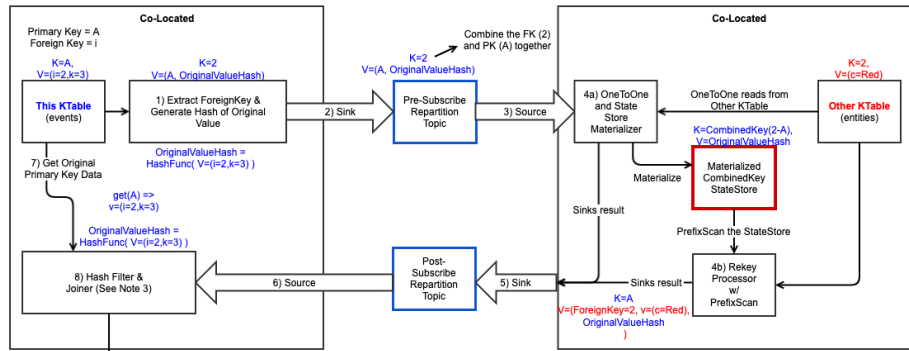 Co-Located
Primary Key = A
Foreign Key = i
K=A,
V=(i=2,k=3)
This KTable
(events)
K=2
V=(A, OriginalValueHash)
1) Extract ForeignKey &
Generate Hash of Original
Value
OriginalValueHash =
HashFunc( V=(i=2,k=3) )
2) Sink
Combine the FK (2)
and PK (A) together
K=2
V=(A, OriginalValueHash)
Pre-Subscribe
Repartition
Topic
3) Source
Co-Located
4a) OneToOne
and State
Store
Materializer
OneToOne reads from
Other KTable
K=2,
V=(c=Red)
Other KTable
(entities)
K=CombinedKey(2-A),
V=OriginalValueHash
Materialize
Materialized
CombinedKey
StateStore
Sinks result
PrefixScan the StateStore
7) Get Original
Primary Key Data
get(A) =>
v=(i=2,k=3)
OriginalValueHash =
HashFunc( V=(i=2,k=3) )
8) Hash Filter &
Joiner (See Note 3)
6) Source
Post-
Subscribe
Repartition
Topic
5) Sink
Sinks result
4b) Rekey
Processor
w/
PrefixScan
K=A
V=(ForeignKey=2, v=(c=Red),
OriginalValueHash
)